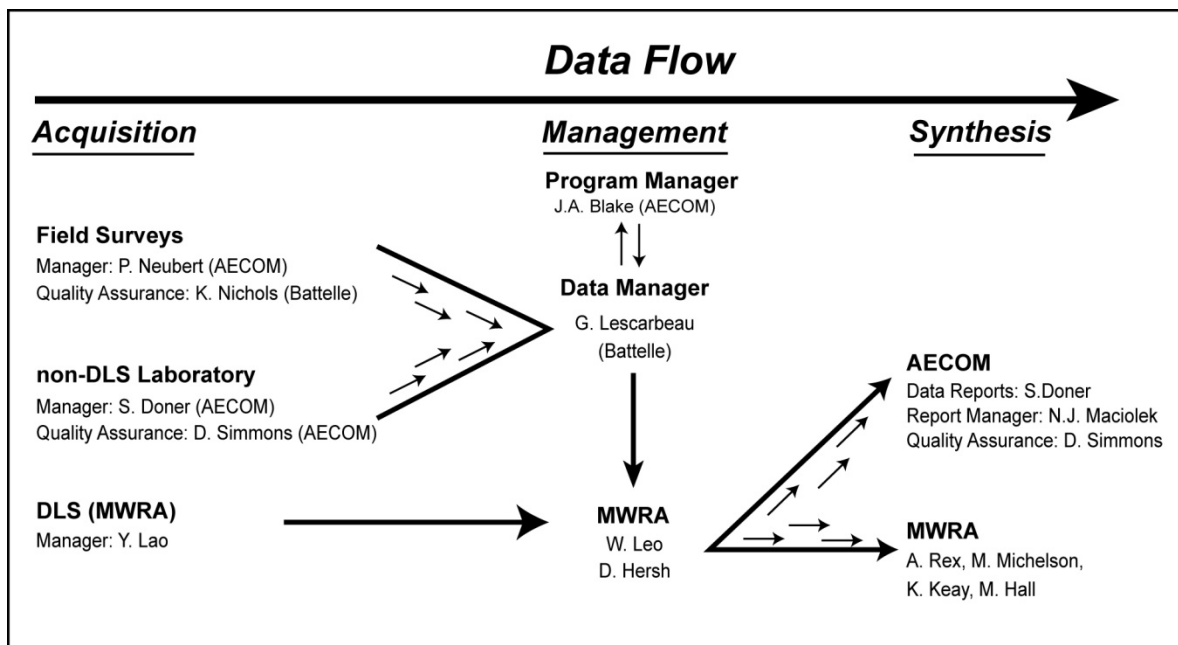 Data Flow
Acquisition
Management
Synthesis
Program Manager
J.A. Blake (AECOM)
Field Surveys
Manager: P. Neubert (AECOM)
Quality Assurance: K. Nichols (Battelle)
Data Manager
G. Lescarbeau
(Battelle)
non-DLS Laboratory
Manager: S. Doner (AECOM)
Quality Assurance: D. Simmons (AECOM)
AECOM
Data Reports: S.Doner
Report Manager: N.J. Maciolek
Quality Assurance: D. Simmons
DLS (MWRA)
Manager: Y. Lao
MWRA
W. Leo
D. Hersh
MWRA
A. Rex, M. Michelson,
K. Keay, M. Hall